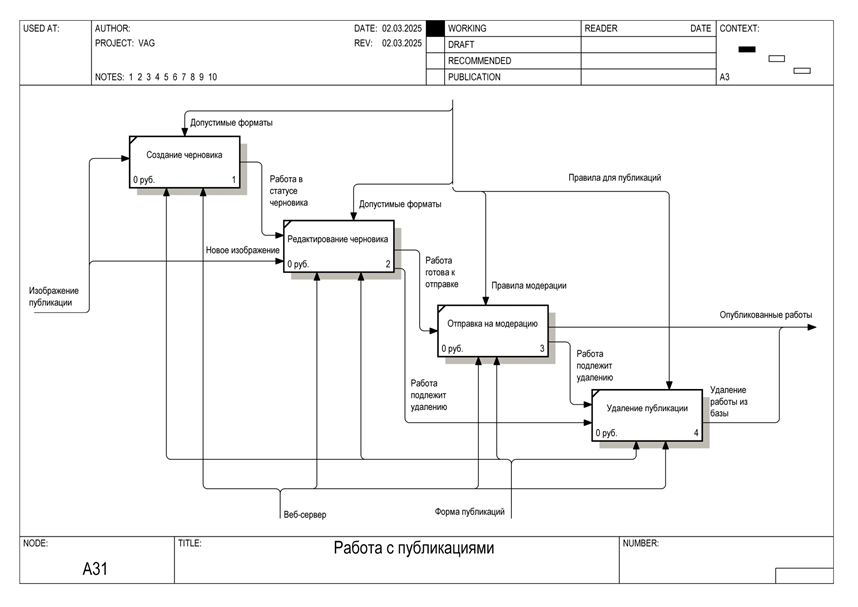 USED AT:
AUTHOR:
DATE: 02.03.2025
PROJECT: VAG
REV: 02.03.2025
NOTES: 1 2 3 4 5 6 7 8 9 10
WORKING
DRAFT
RECOMMENDED
PUBLICATION
READER
DATE
CONTEXT:
A3
Допустимые форматы
Создание черновика
0 руб.
1
Работа в
статусе
черновика
Правила для публикаций
Допустимые форматы
Новое изображение
Редактирование черновика
0 руб.
2
Работа
готова к
отправке
Изображение
публикации
Правила модерации
Отправка на модерацию
0 руб.
3
Опубликованные работы
Работа
подлежит
удалению
Работа
подлежит
удалению
Удаление публикации
0 руб.
4
Удаление
работы из
базы
Веб-сервер
Форма публикаций
NODE:
A31
TITLE:
Работа с публикациями
NUMBER: